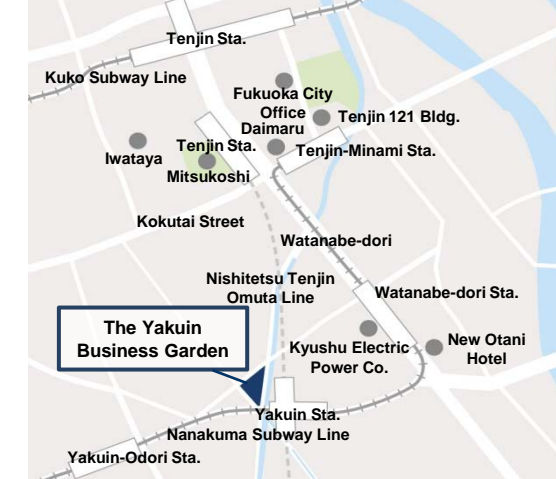 Tenjin Sta.
Kuko Subway Line
Fukuoka City
Office
Tenjin 121 Bldg.
Daimaru
Tenjin Sta.
Tenjin-Minami Sta.
Iwataya
Mitsukoshi
Kokutai Street
Watanabe-dori
Nishitetsu Tenjin
Omuta Line
Watanabe-dori Sta.
The Yakuin
Business Garden
Kyushu Electric
Power Co.
New Otani
Hotel
Yakuin Sta.
Nanakuma Subway Line
Yakuin-Odori Sta.